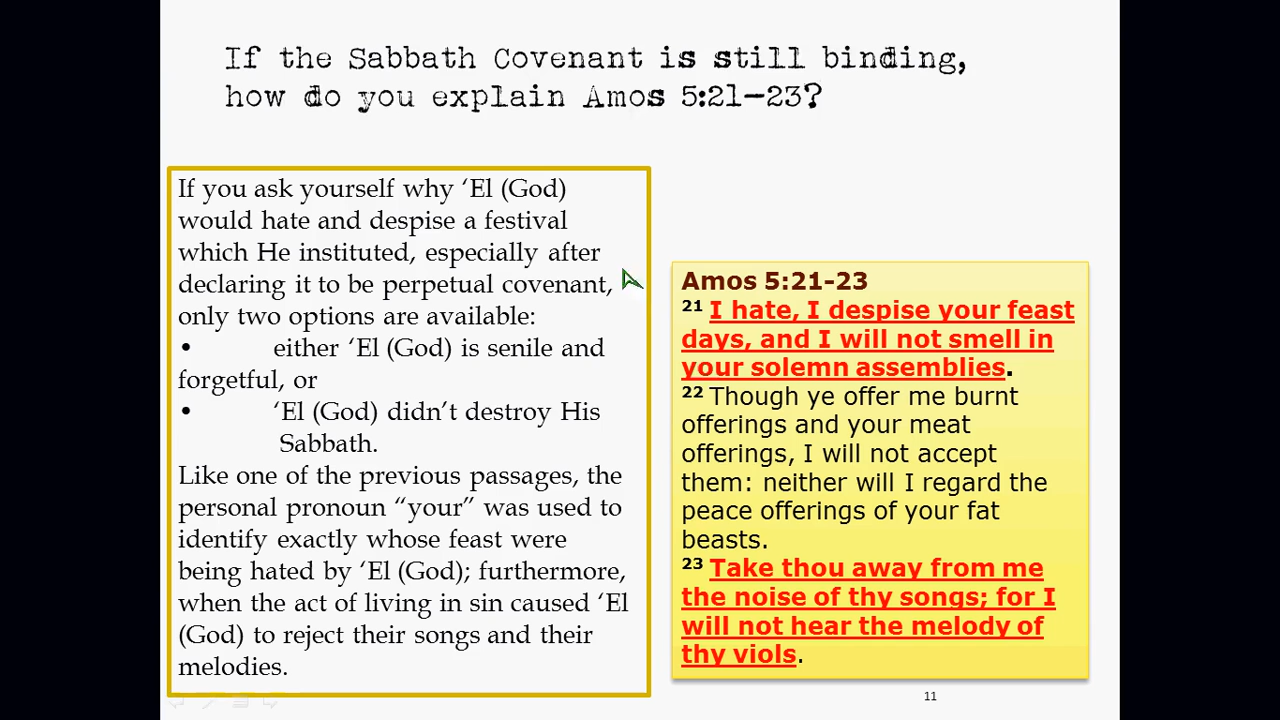 If the Sabbath Covenant is still binding,
how do you explain Amos 5:21—23?
If you ask yourself why ‘El (God)
would hate and despise a festival
which He instituted, especially after
declaring it to be perpetual covenant,
only two options are available:
• either ‘El (God) is senile and
forgetful, or
• ‘El (God) didn’t destroy His
Sabbath.
Like one of the previous passages, the
personal pronoun “your” was used to
identify exactly whose feast were
being hated by ‘El (God); furthermore,
when the act of living in sin caused ‘El
(God) to reject their songs and their
melodies.
Amos 5:21-23
21 I hate, I despise your feast
days, and I will not smell in
your solemn assemblies.
22 Though ye offer me burnt
offerings and your meat
offerings, I will not accept
them: neither will I regard the
peace offerings of your fat
beasts.
23 Take thou away from me
the noise of thy songs; for I
will not hear the melody of
thy viols.
11